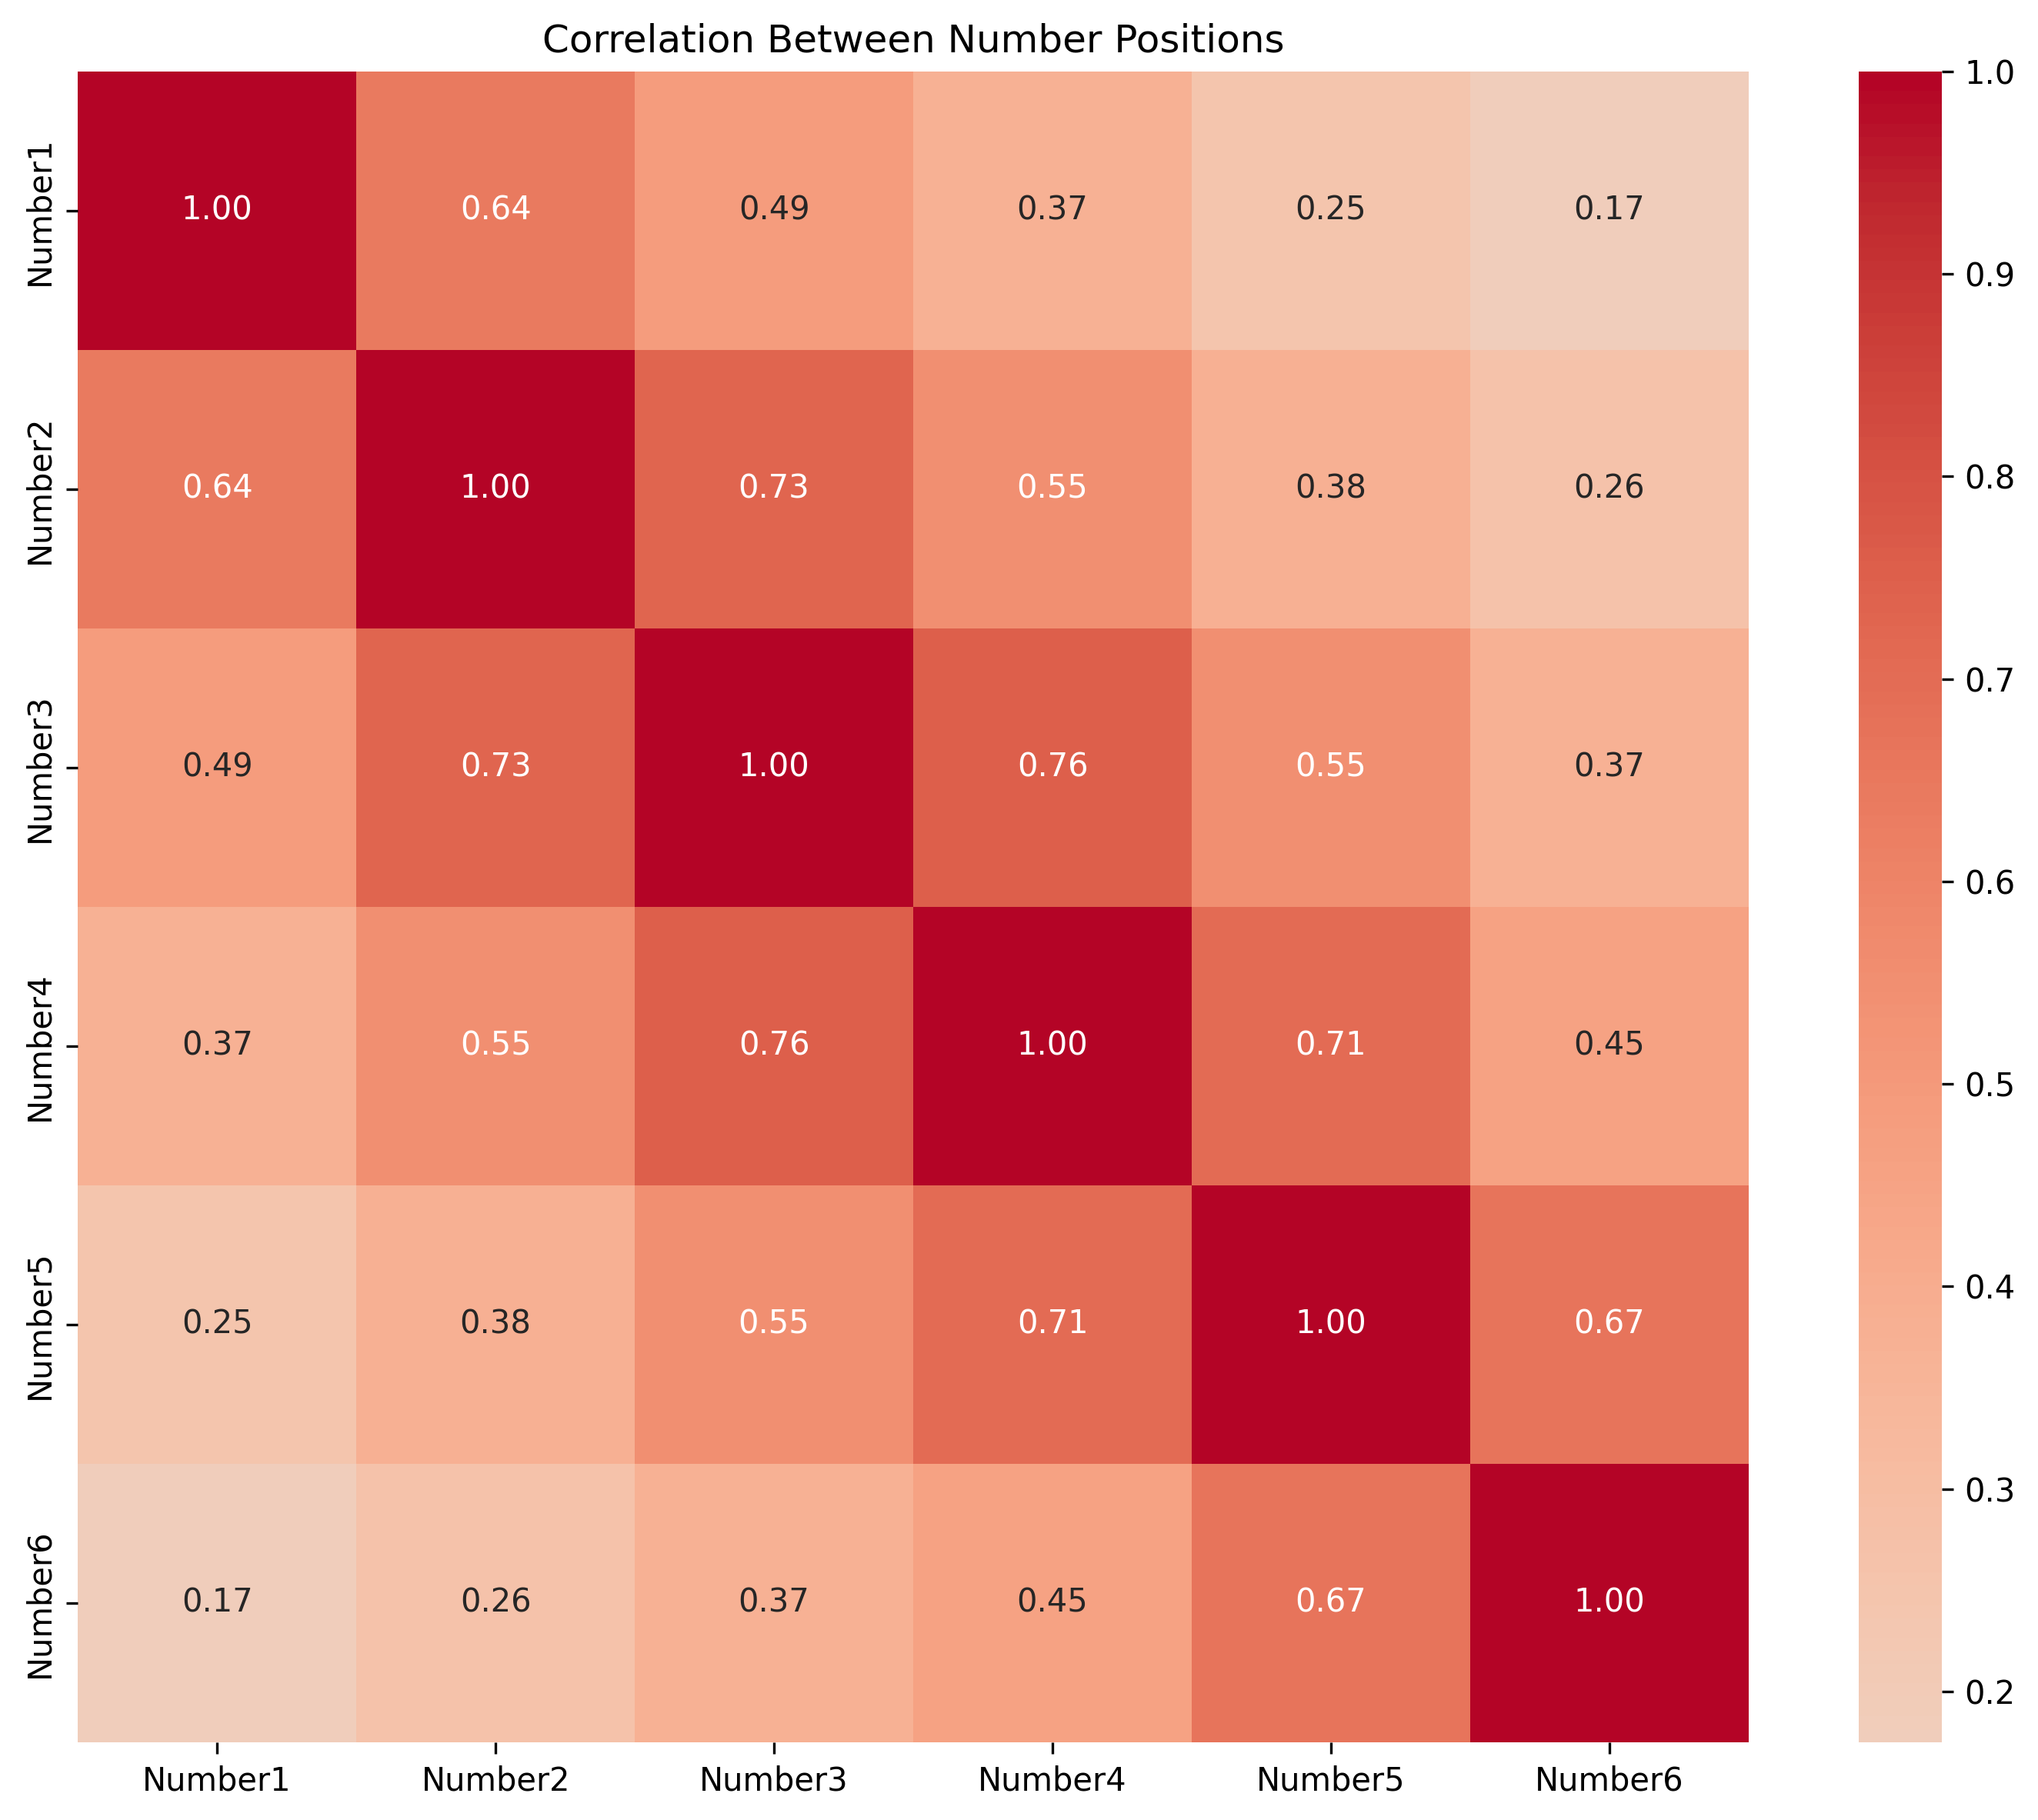 Correlation Between Number Positions
Number1
1.00 0.64 0.49 0.37 0.25 0.17
Number2
0.64 1.00 0.73 0.55 0.38 0.26
Number3
0.49 0.73 1.00 0.76 0.55 0.37
Number4
0.37 0.55 0.76 1.00 0.71 0.45
Number5
0.25 0.38 0.55 0.71 1.00 0.67
Number6
0.17 0.26 0.37 0.45 0.67 1.00
Number1 Number2 Number3 Number4 Number5 Number6
1.0
0.9
0.8
0.7
0.6
0.5
0.4
0.3
0.2